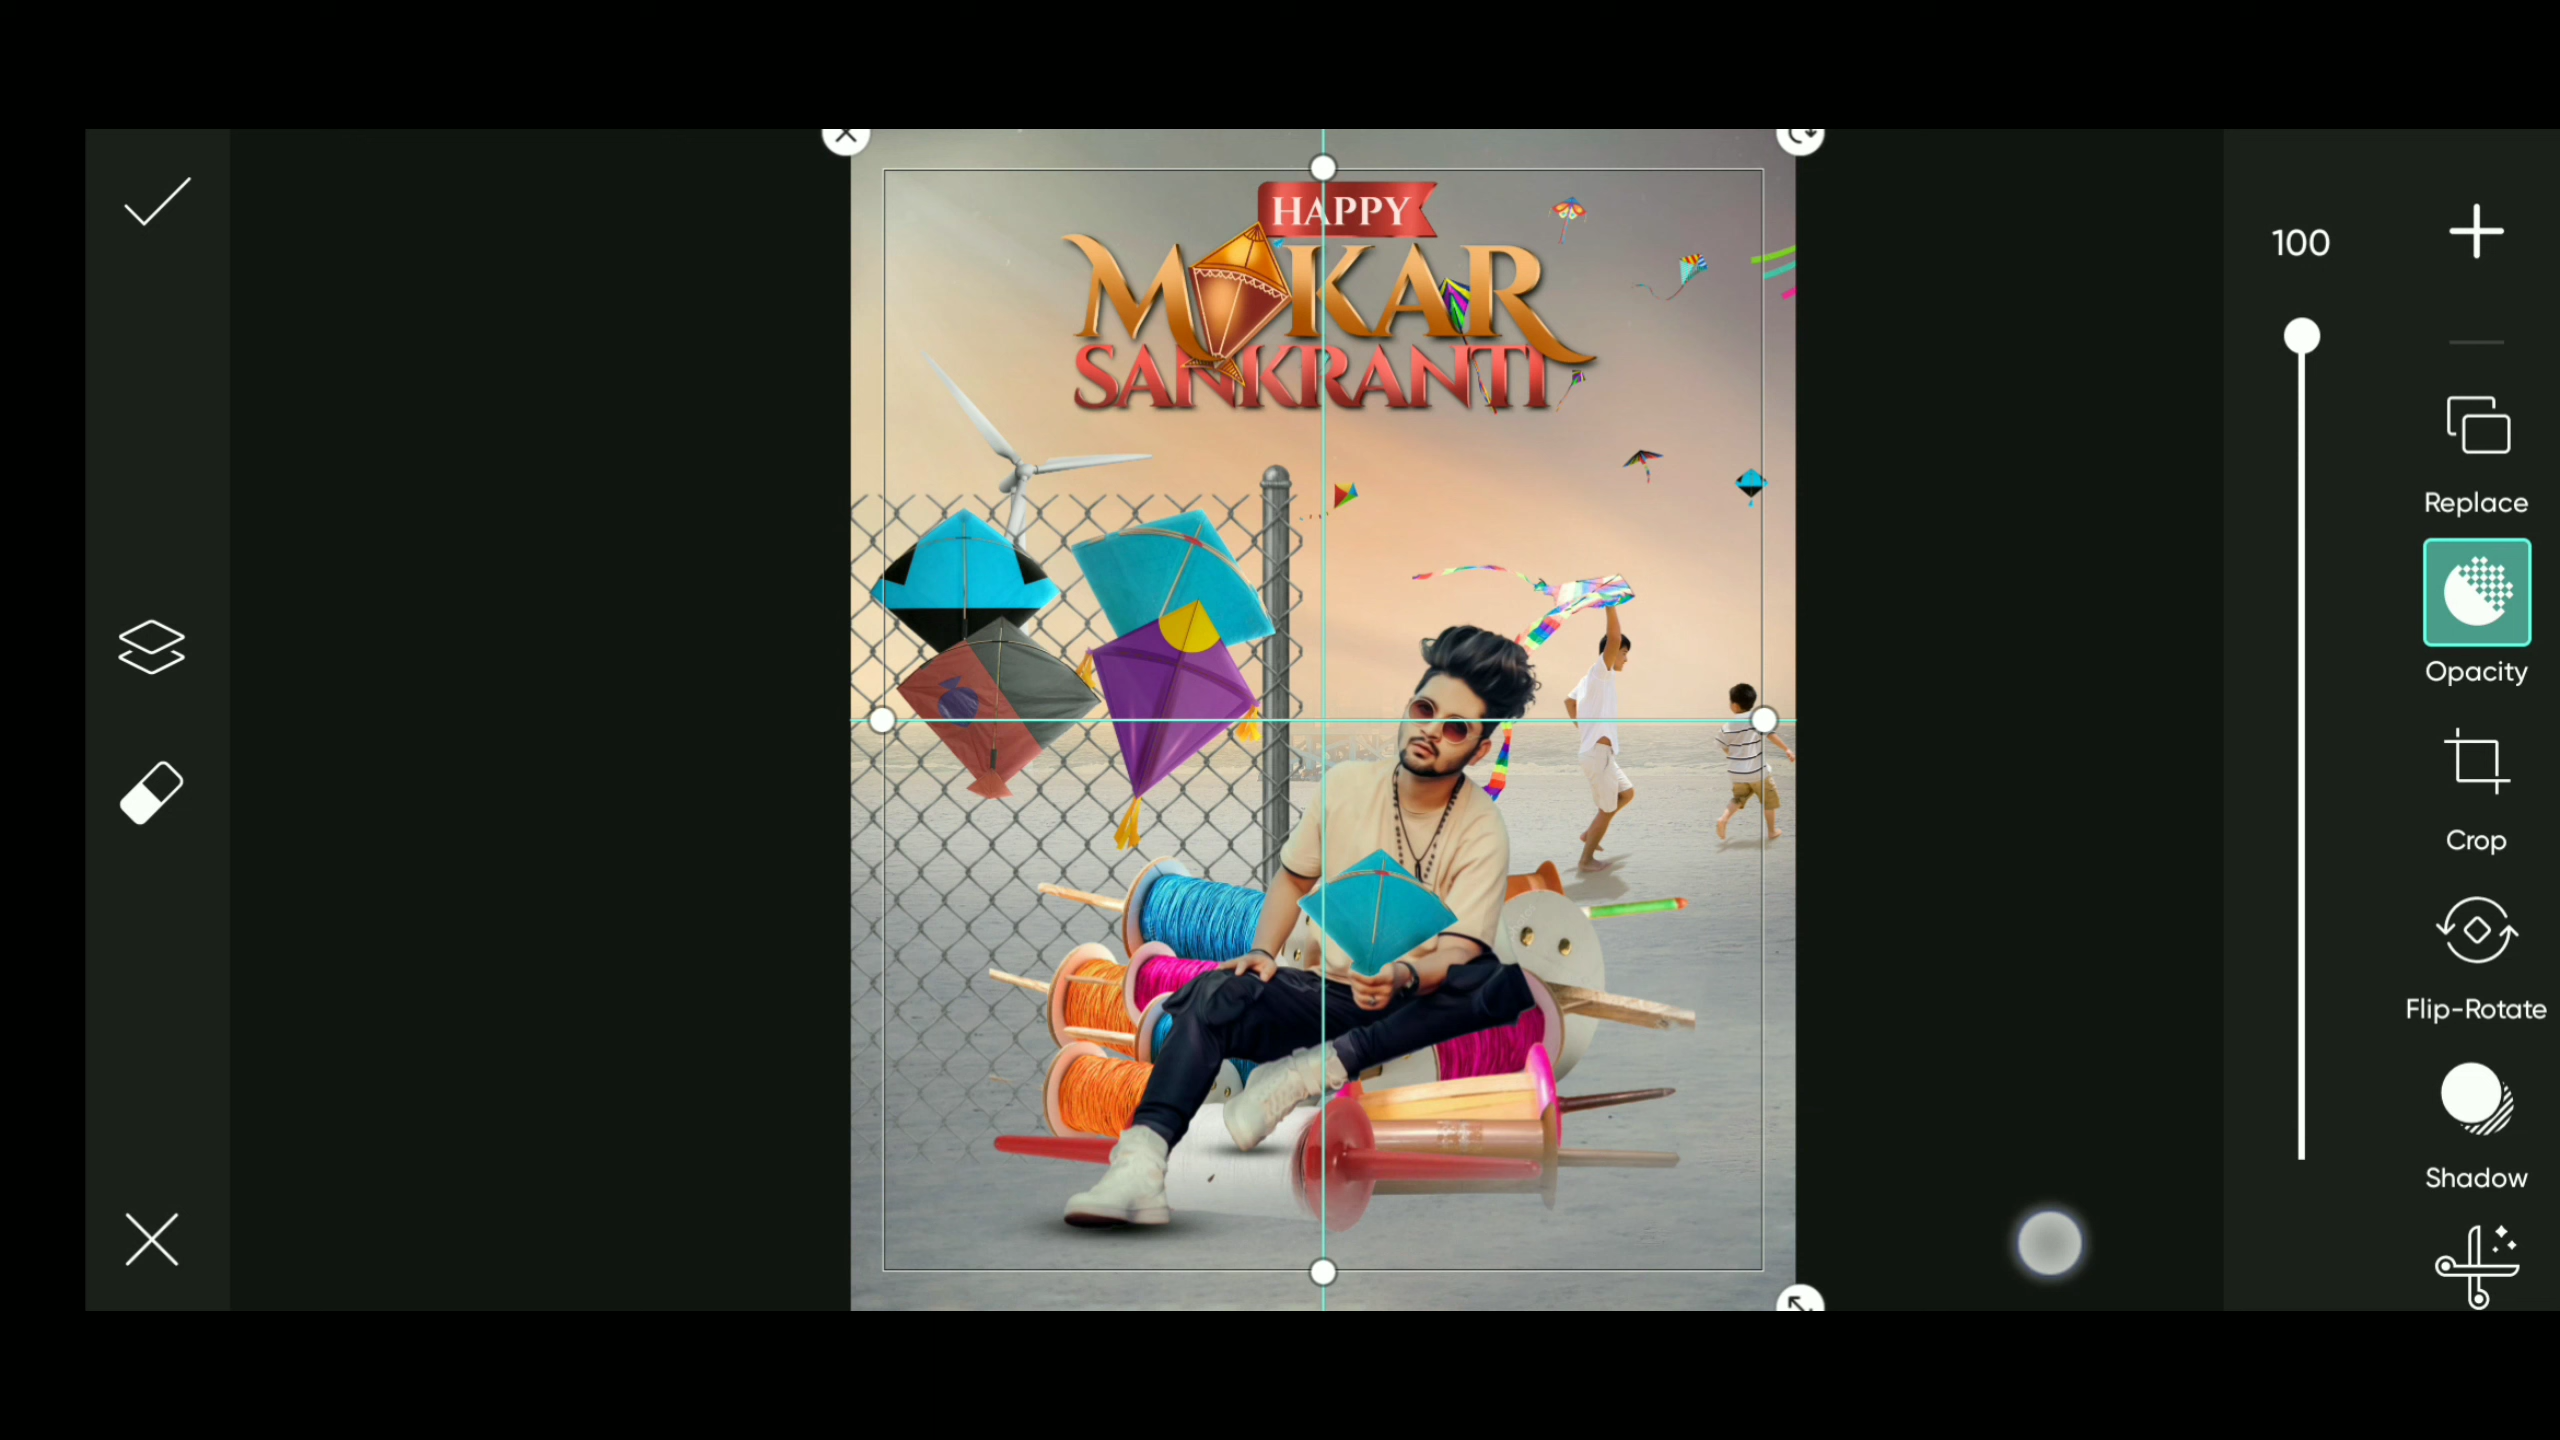 HAPPY
MAKAR
SANKRANTI
100
Replace
Opacity
Crop
Flip-Rotate
Shadow